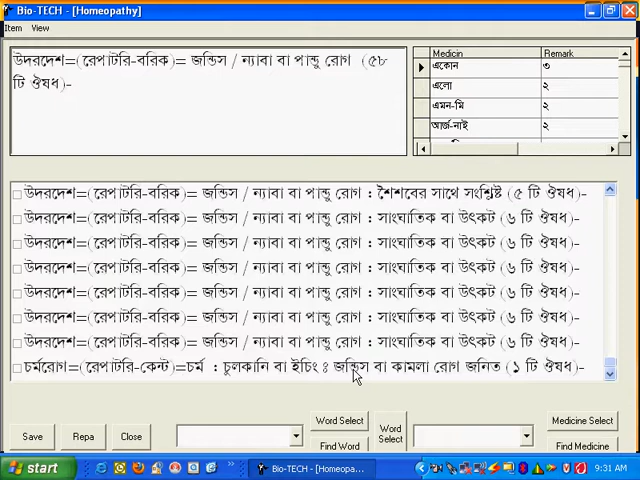 Bio-TECH - [Homeopathy]
Item View
উদরদেশ=(রেপাটরি-বরিক)= জন্ডিস / ন্যাবা বা পান্ডু রোগ (৫৮
টি ঔষধ)-
Medicin Remark
একোন ৩
এলো ২
এমন-মি ২
আর্জ-নাই ২
উদরদেশ=(রেপাটরি-বরিক)= জন্ডিস / ন্যাবা বা পান্ডু রোগ : শৈশবের সাথে সংশ্লিষ্ট (৫ টি ঔষধ)-
উদরদেশ=(রেপাটরি-বরিক)= জন্ডিস / ন্যাবা বা পান্ডু রোগ : সাংঘাতিক বা উৎকট (৬ টি ঔষধ)-
উদরদেশ=(রেপাটরি-বরিক)= জন্ডিস / ন্যাবা বা পান্ডু রোগ : সাংঘাতিক বা উৎকট (৬ টি ঔষধ)-
উদরদেশ=(রেপাটরি-বরিক)= জন্ডিস / ন্যাবা বা পান্ডু রোগ : সাংঘাতিক বা উৎকট (৬ টি ঔষধ)-
উদরদেশ=(রেপাটরি-বরিক)= জন্ডিস / ন্যাবা বা পান্ডু রোগ : সাংঘাতিক বা উৎকট (৬ টি ঔষধ)-
উদরদেশ=(রেপাটরি-বরিক)= জন্ডিস / ন্যাবা বা পান্ডু রোগ : সাংঘাতিক বা উৎকট (৬ টি ঔষধ)-
উদরদেশ=(রেপাটরি-বরিক)= জন্ডিস / ন্যাবা বা পান্ডু রোগ : সাংঘাতিক বা উৎকট (৬ টি ঔষধ)-
চর্মরোগ=(রেপাটরি-কেন্ট)=চর্ম : চুলকানি বা ইচিং ঃ জন্ডিস বা কামলা রোগ জনিত (১ টি ঔষধ)-
Save Repa Close Word Select Find Word Word Select Medicine Select Find Medicine
start Bio-TECH - [Homeopa... 9:31 AM